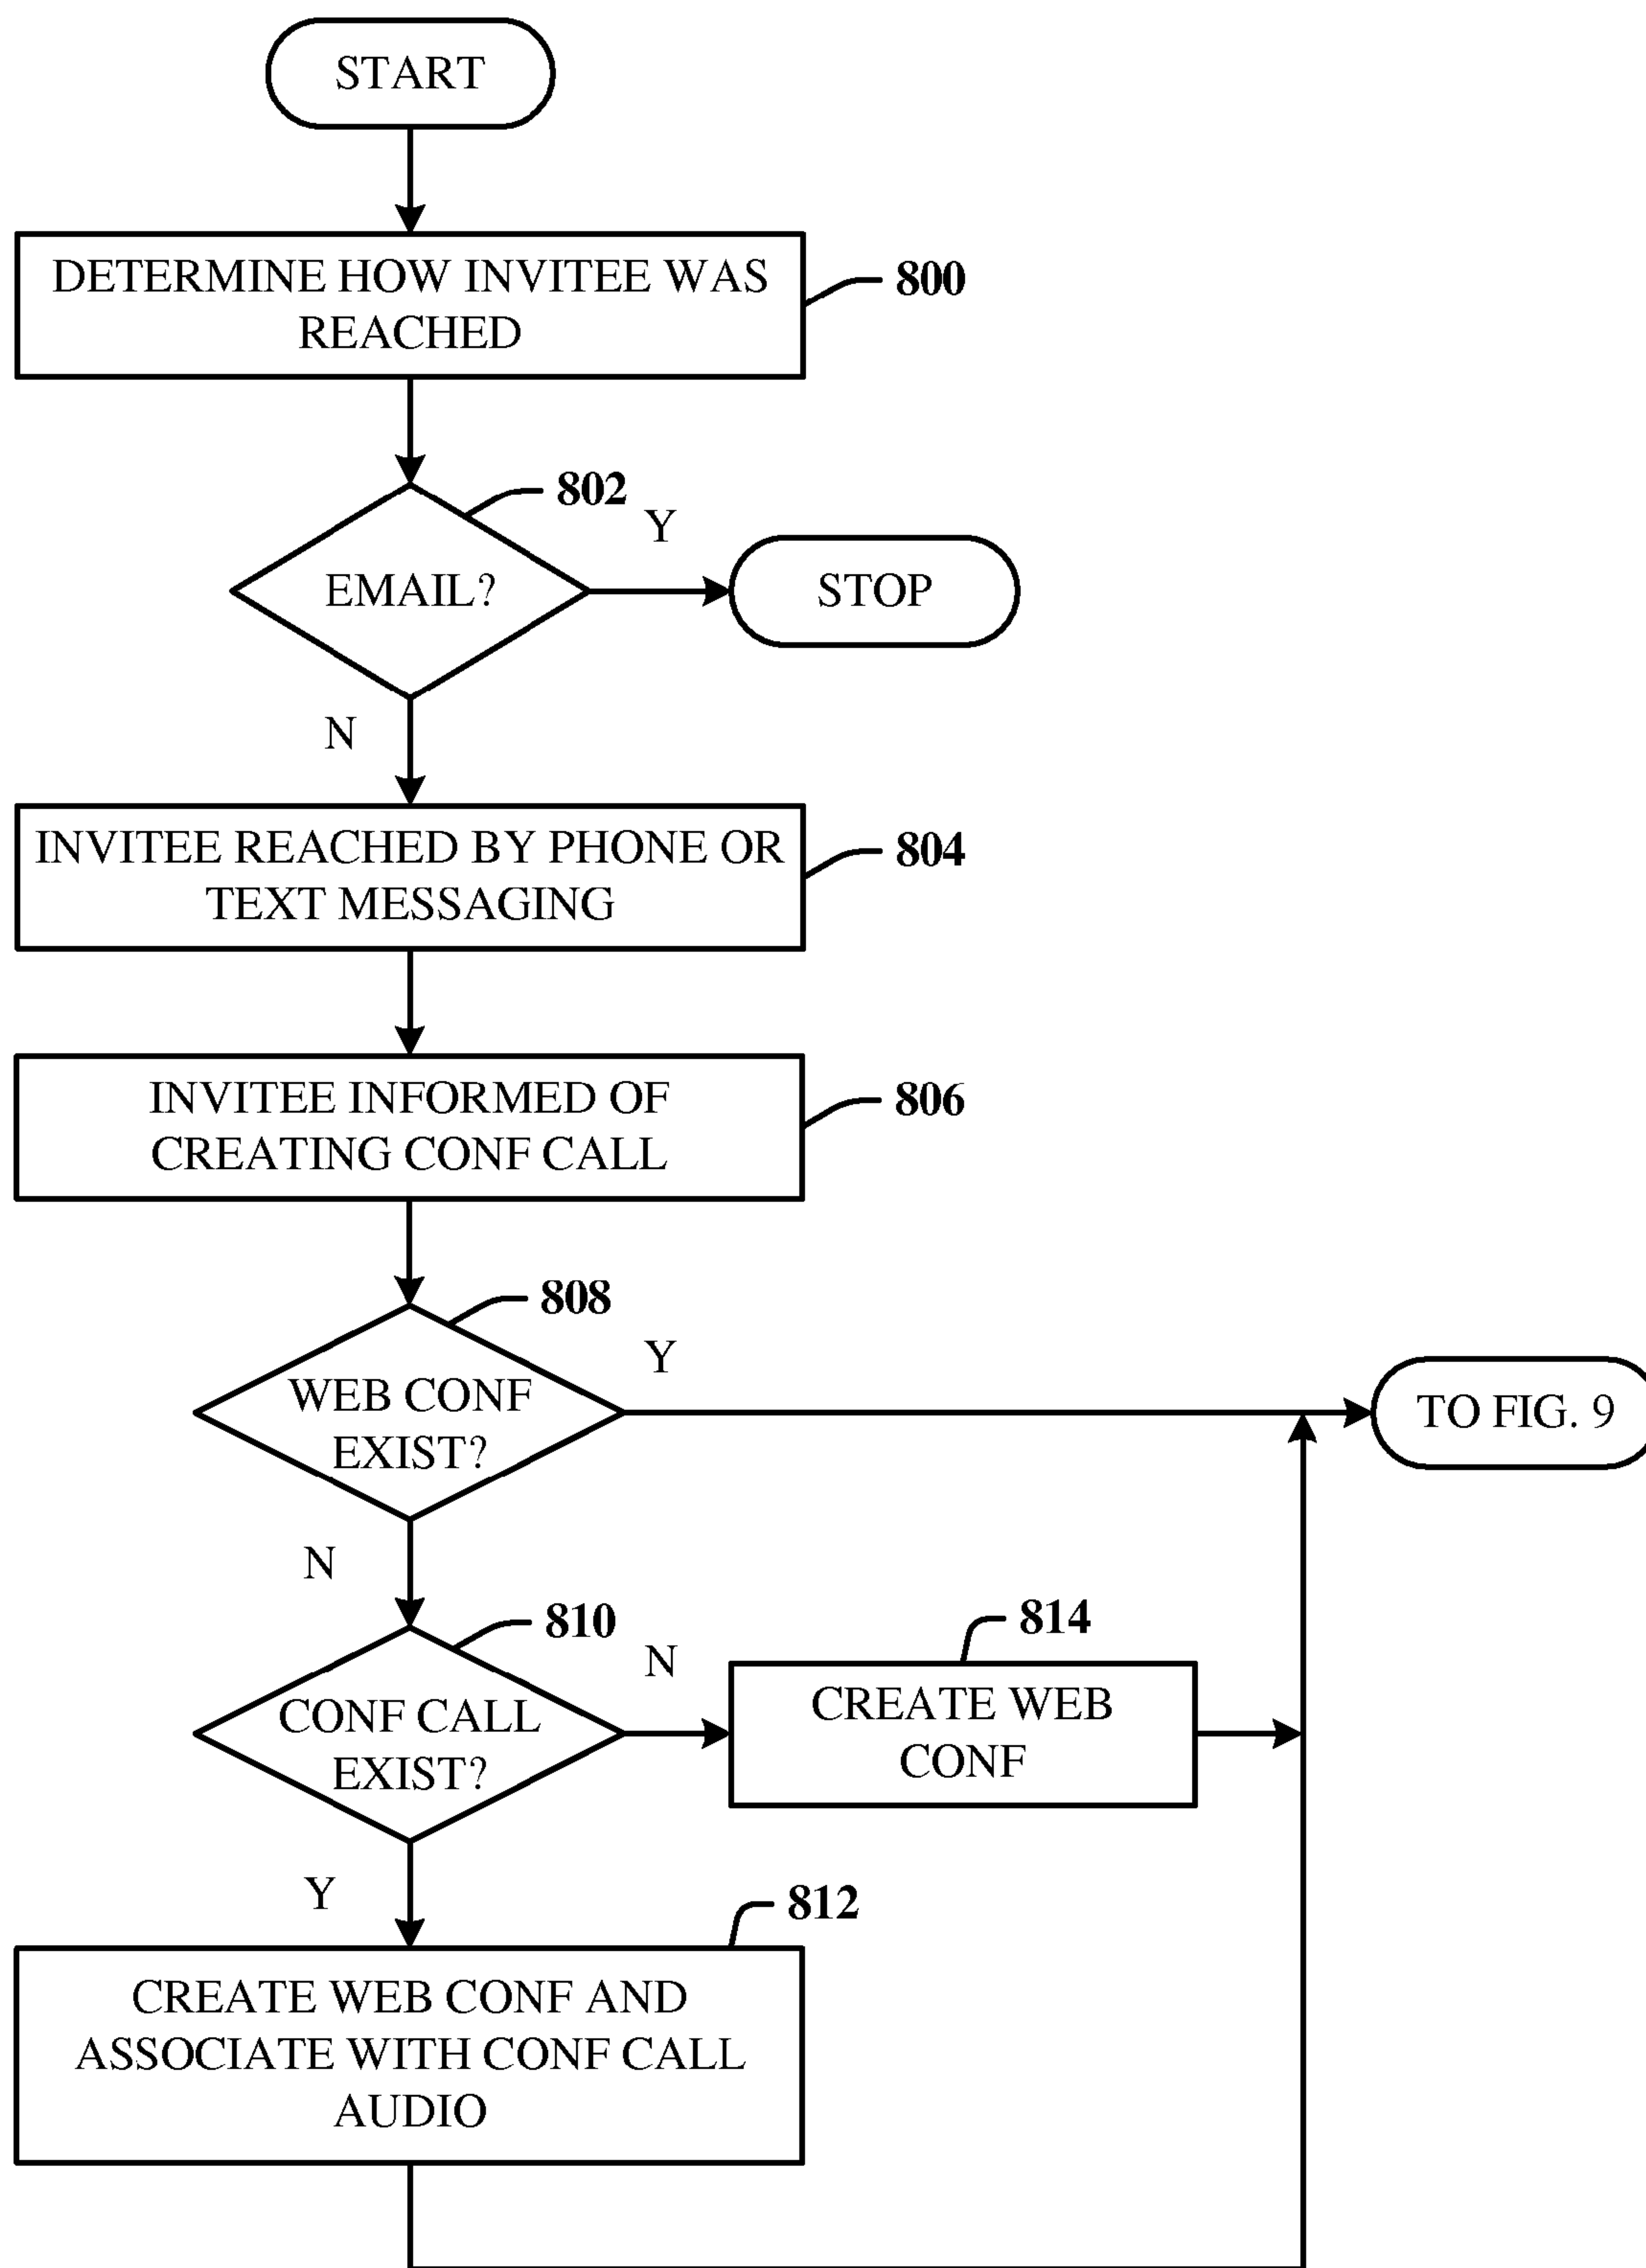 START
DETERMINE HOW INVITEE WAS
REACHED
800
802
Y
EMAIL?
STOP
N
INVITEE REACHED BY PHONE OR
TEXT MESSAGING
804
INVITEE INFORMED OF
CREATING CONF CALL
806
808
Y
WEB CONF
EXIST?
TO FIG. 9
N
810
814
N
CONF CALL
EXIST?
CREATE WEB
CONF
Y
812
CREATE WEB CONF AND
ASSOCIATE WITH CONF CALL
AUDIO